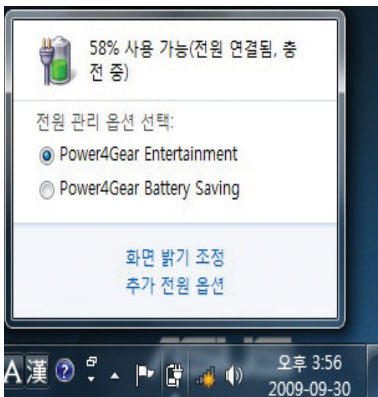 58% 사용 가능(전원 연결됨, 충
전 중)
전원 관리 옵션 선택:
Power4Gear Entertainment
Power4Gear Battery Saving
화면 밝기 조정
추가 전원 옵션
A 漢
오후 3:56
2009-09-30